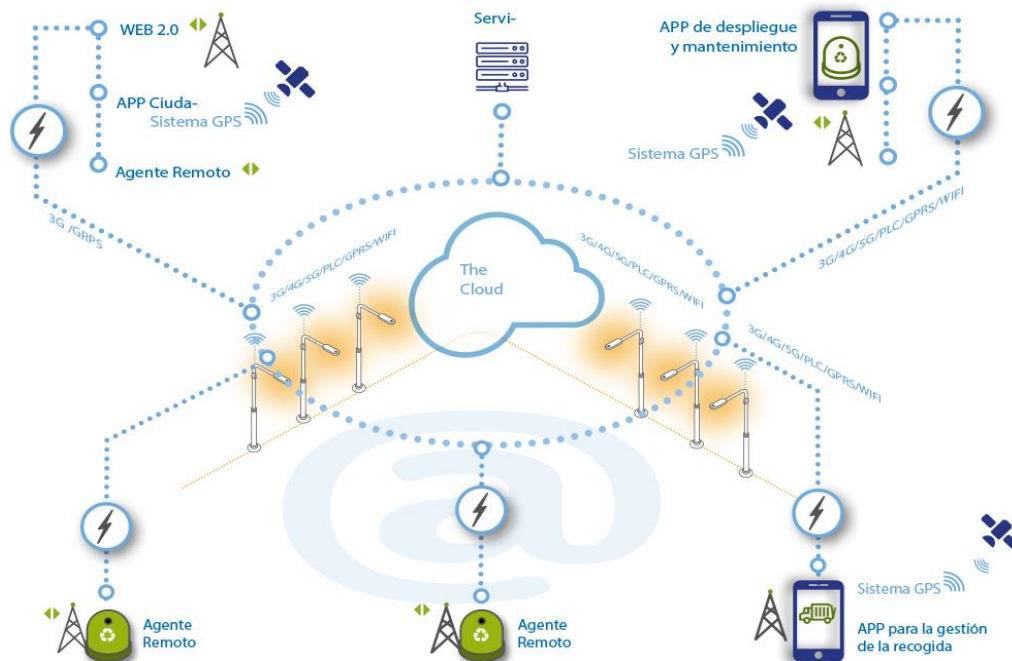 WEB 2.0
APP Ciuda-
Sistema GPS
Agente Remoto
3G /GRPS
Servi-
APP de despliegue
y mantenimiento
Sistema GPS
3G/4G/5G/PLC/GPRS/WIFI
3G/4G/5G/PLC/GPRS/WIFI
The
Cloud
3G/4G/5G/PLC/GPRS/WIFI
3G/4G/5G/PLC/GPRS/WIFI
@
Agente
Remoto
Agente
Remoto
Sistema GPS
APP para la gestión
de la recogida